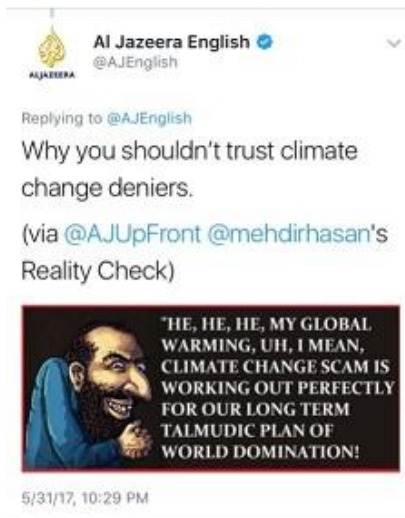 Al Jazeera English
@AJEnglish
ALJAZEERA
Replying to @AJEnglish
Why you shouldn't trust climate
change deniers.
(via @AJUpFront @mehdirhasan's
Reality Check)
"HE, HE, HE, MY GLOBAL
WARMING, UH, I MEAN,
CLIMATE CHANGE SCAM IS
WORKING OUT PERFECTLY
FOR OUR LONG TERM
TALMUDIC PLAN OF
WORLD DOMINATION!
5/31/17, 10:29 PM